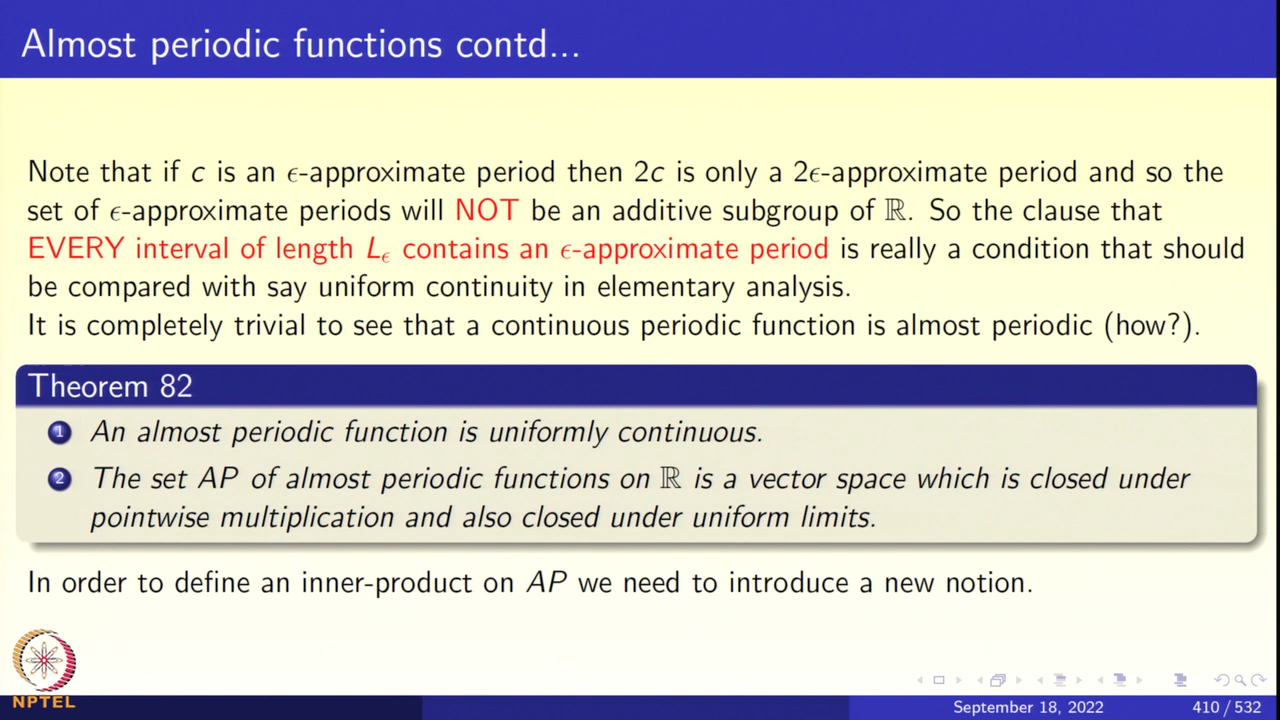 Almost periodic functions contd...
Note that if c is an ϵ-approximate period then 2c is only a 2ϵ-approximate period and so the
set of ϵ-approximate periods will NOT be an additive subgroup of ℝ. So the clause that
EVERY interval of length Lϵ contains an ϵ-approximate period is really a condition that should
be compared with say uniform continuity in elementary analysis.
It is completely trivial to see that a continuous periodic function is almost periodic (how?).
Theorem 82
1 An almost periodic function is uniformly continuous.
2 The set AP of almost periodic functions on ℝ is a vector space which is closed under
pointwise multiplication and also closed under uniform limits.
In order to define an inner-product on AP we need to introduce a new notion.
NPTEL
September 18, 2022 410 / 532